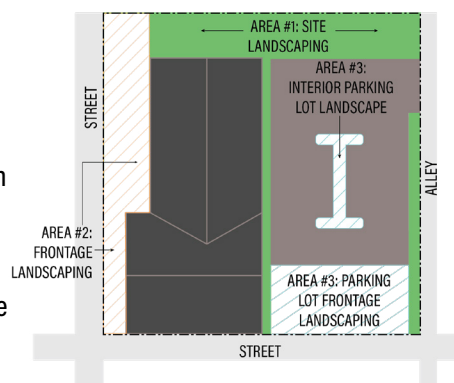 AREA #1: SITE
LANDSCAPING
AREA #3:
INTERIOR PARKING
LOT LANDSCAPE
STREET
ALLEY
n
AREA #2:
FRONTAGE
LANDSCAPING
e
AREA #3: PARKING
LOT FRONTAGE
LANDSCAPING
STREET